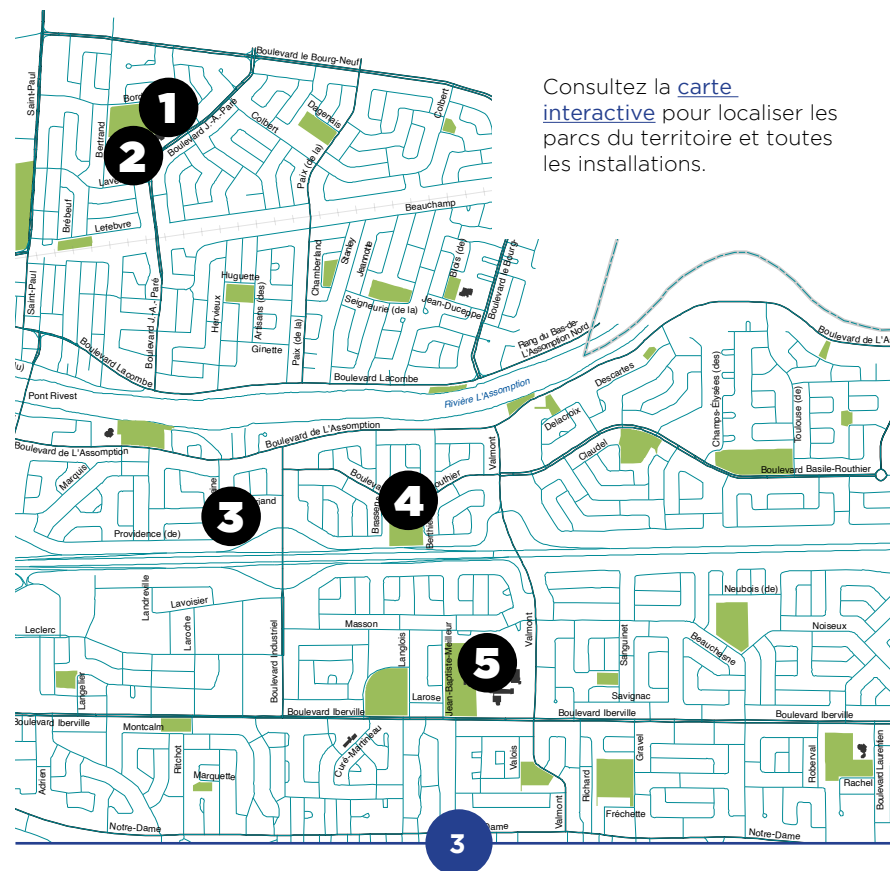 Consultez la carte
interactive pour localiser les
parcs du territoire et toutes
les installations.
Boulevard le Bourg-Neuf
Saint-Paul
1
Bertrand
Boulevard J.-A.-Paré
Colbert
Dagenais
Colbert
2
Paix (de la)
Brébeuf
Lefebvre
Beauchamp
Saint-Paul
Boulevard J.-A.-Paré
Hervieux
Huguette
Artisans (des)
Ginette
Paix (de la)
Chamberland
Stanley
Jeannotte
Seigneurie (de la)
Blois (de)
Jean-Duceppe
Boulevard le Bourg-
Rang du Bas-de-
L'Assomption Nord
Boulevard Lacombe
Boulevard Lacombe
Rivière L'Assomption
Pont Rivest
Descartes
Delacroix
Champs-Élysées (des)
Toulouse (de)
Boulevard de L'A
Boulevard de L'Assomption
Boulevard de L'Assomption
Marquis
Valmont
Claudel
Boulevard Basile-Routhier
3
4
Brassens
Providence (de)
Landreville
Lavoisier
Laroche
Leclerc
Langelier
Boulevard Industriel
Masson
Langlois
Larose
Jean-Baptiste-Meilleur
5
Valmont
Sanguinet
Savignac
Neubois (de)
Beauchesne
Noiseux
Boulevard Iberville
Boulevard Iberville
Boulevard Iberville
Boulevard Iberville
Montcalm
Adrien
Ritchot
Marquette
Curé-Martineau
Valois
Valmont
Richard
Gravel
Fréchette
Roberval
Rachel
Boulevard Laurentien
Notre-Dame
Notre-Dame
3